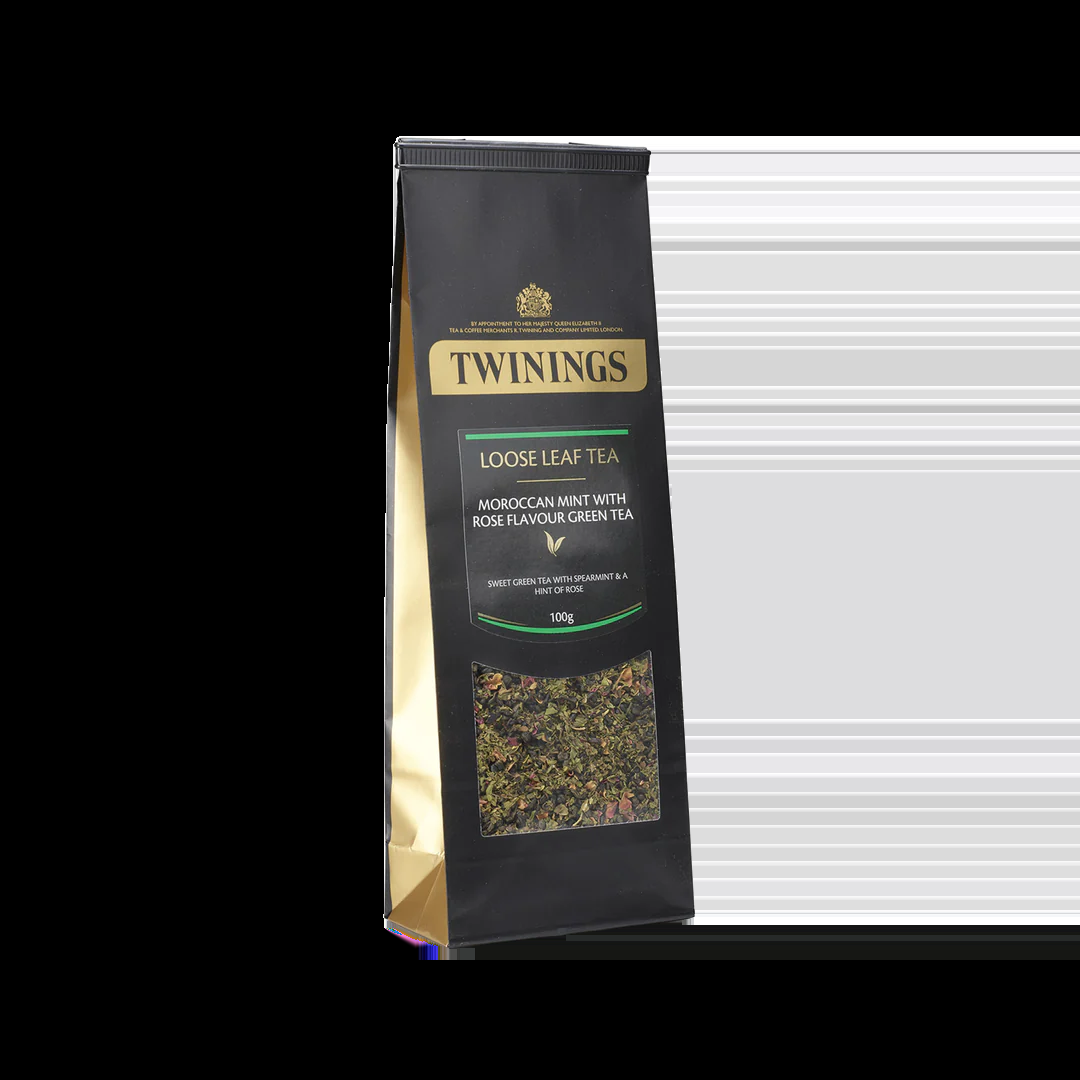 BY APPOINTMENT TO HER MAJESTY QUEEN ELIZABETH II
TEA & COFFEE MERCHANTS R. TWINING AND COMPANY LIMITED. LONDON.
TWININGS
LOOSE LEAF TEA
MOROCCAN MINT WITH
ROSE FLAVOUR GREEN TEA
SWEET GREEN TEA WITH SPEARMINT & A
HINT OF ROSE
100g